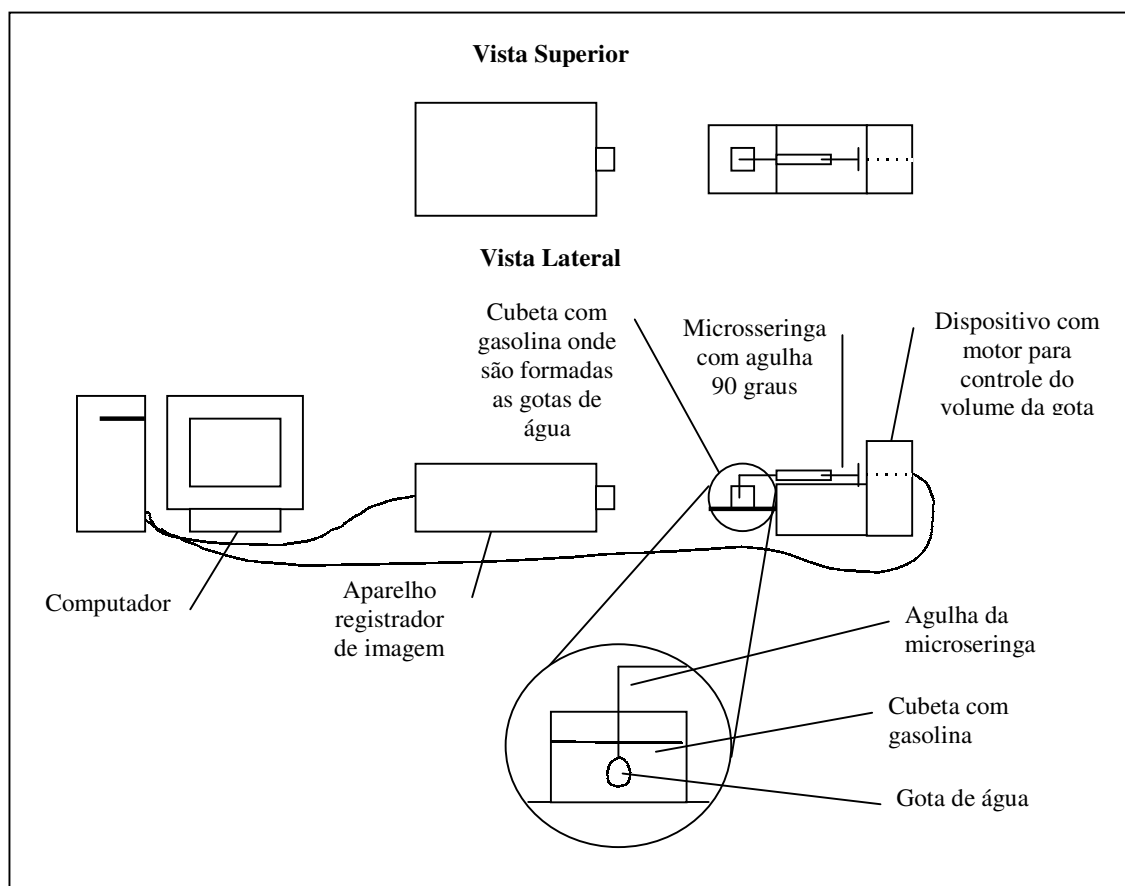 Vista Superior
Vista Lateral
Cubeta com
gasolina onde
são formadas
as gotas de
água
Microsseringa
com agulha
90 graus
Dispositivo com
motor para
controle do
volume da gota
Computador
Aparelho
registrador
de imagem
Agulha da
microseringa
Cubeta com
gasolina
Gota de água